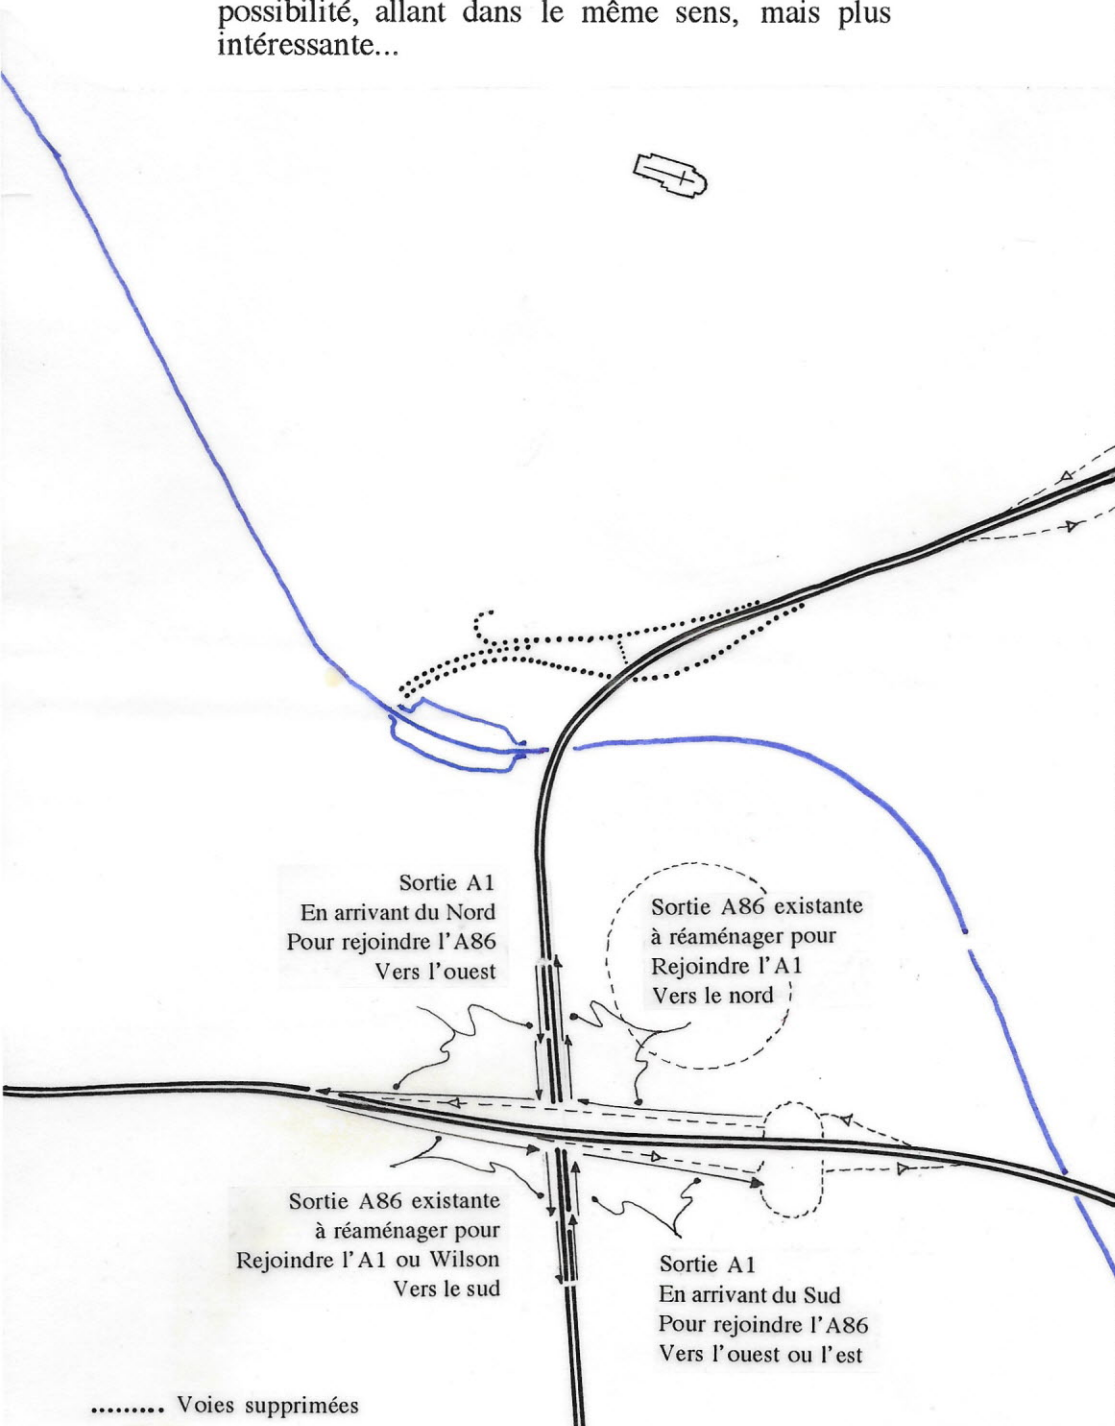 possibilité, allant dans le même sens, mais plus
intéressante...
Sortie A1
En arrivant du Nord
Pour rejoindre l'A86
Vers l'ouest
Sortie A86 existante
à réaménager pour
Rejoindre l'A1
Vers le nord
Sortie A86 existante
à réaménager pour
Rejoindre l'A1 ou Wilson
Vers le sud
Sortie A1
En arrivant du Sud
Pour rejoindre l'A86
Vers l'ouest ou l'est
......... Voies supprimées